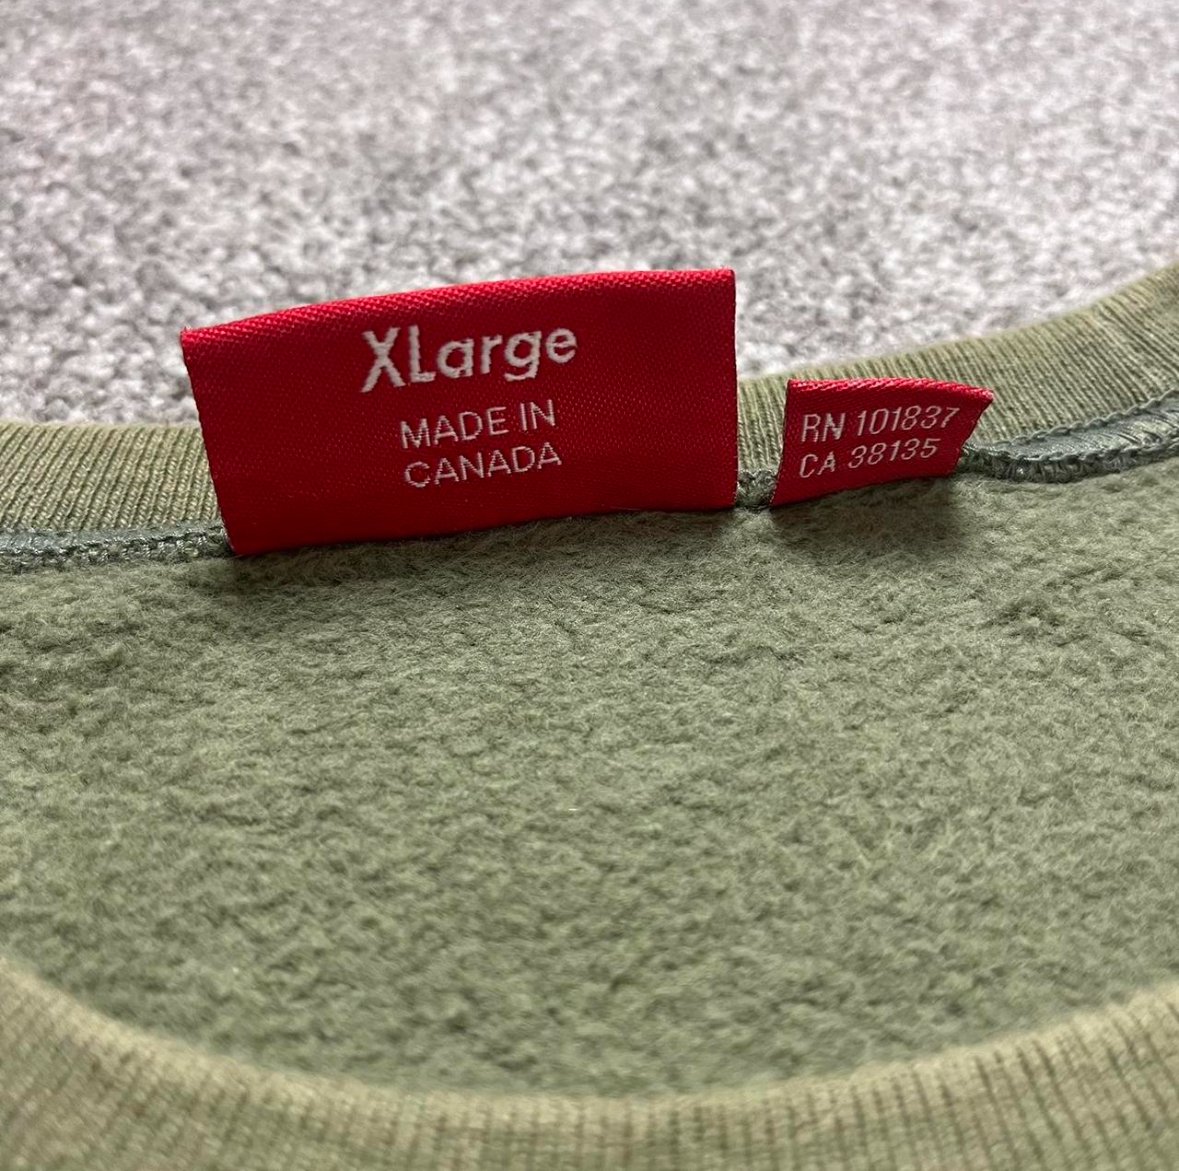 XLarge
MADE IN
CANADA
RN 101837
CA 38135